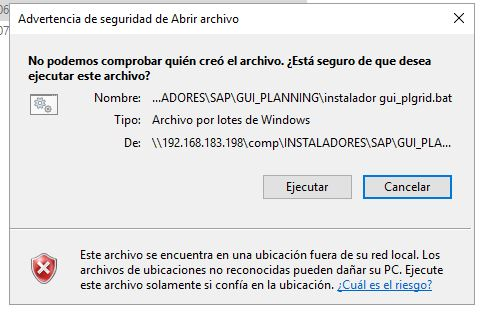 06
Advertencia de seguridad de Abrir archivo
07
No podemos comprobar quién creó el archivo. ¿Está seguro de que desea
ejecutar este archivo?
Nombre: ...ADORES\SAP\GUI_PLANNING\instalador gui_plgrid.bat
Tipo: Archivo por lotes de Windows
De: \\192.168.183.198\comp\INSTALADORES\SAP\GUI_PLA...
Ejecutar Cancelar
Este archivo se encuentra en una ubicación fuera de su red local. Los
archivos de ubicaciones no reconocidas pueden dañar su PC. Ejecute
este archivo solamente si confía en la ubicación. ¿Cuál es el riesgo?